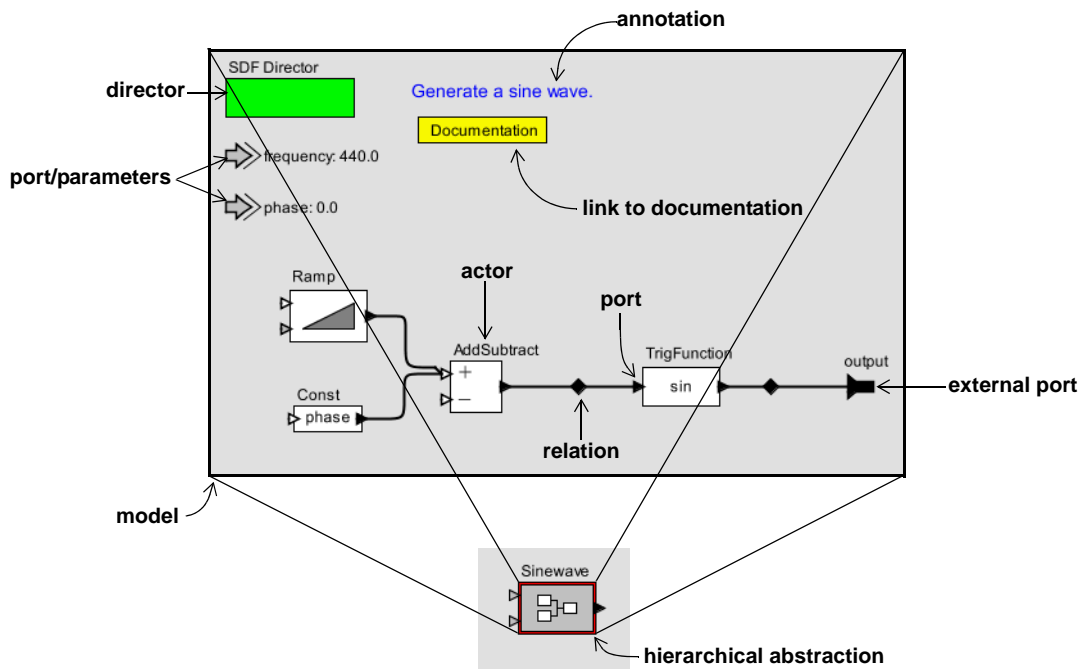 annotation
SDF Director
director
Generate a sine wave.
Documentation
frequency: 440.0
port/parameters
phase: 0.0
link to documentation
actor
Ramp
port
AddSubtract
TrigFunction
output
+
sin
external port
Const
−
phase
relation
model
Sinewave
hierarchical abstraction